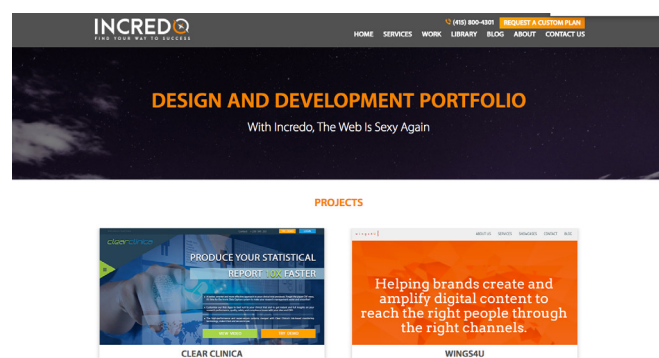 INCREDO
FIND YOUR WAY TO SUCCESS
(415) 800-4301 REQUEST A CUSTOM PLAN
HOME SERVICES WORK LIBRARY BLOG ABOUT CONTACT US
DESIGN AND DEVELOPMENT PORTFOLIO
With Incredo, The Web Is Sexy Again
PROJECTS
clearclinica
PRODUCE YOUR STATISTICAL
REPORT 10X FASTER
CLEAR CLINICA
wings4u
ABOUT US SERVICES SHOWCASES CONTACT BLOG
Helping brands create and
amplify digital content to
reach the right people through
the right channels.
WINGS4U